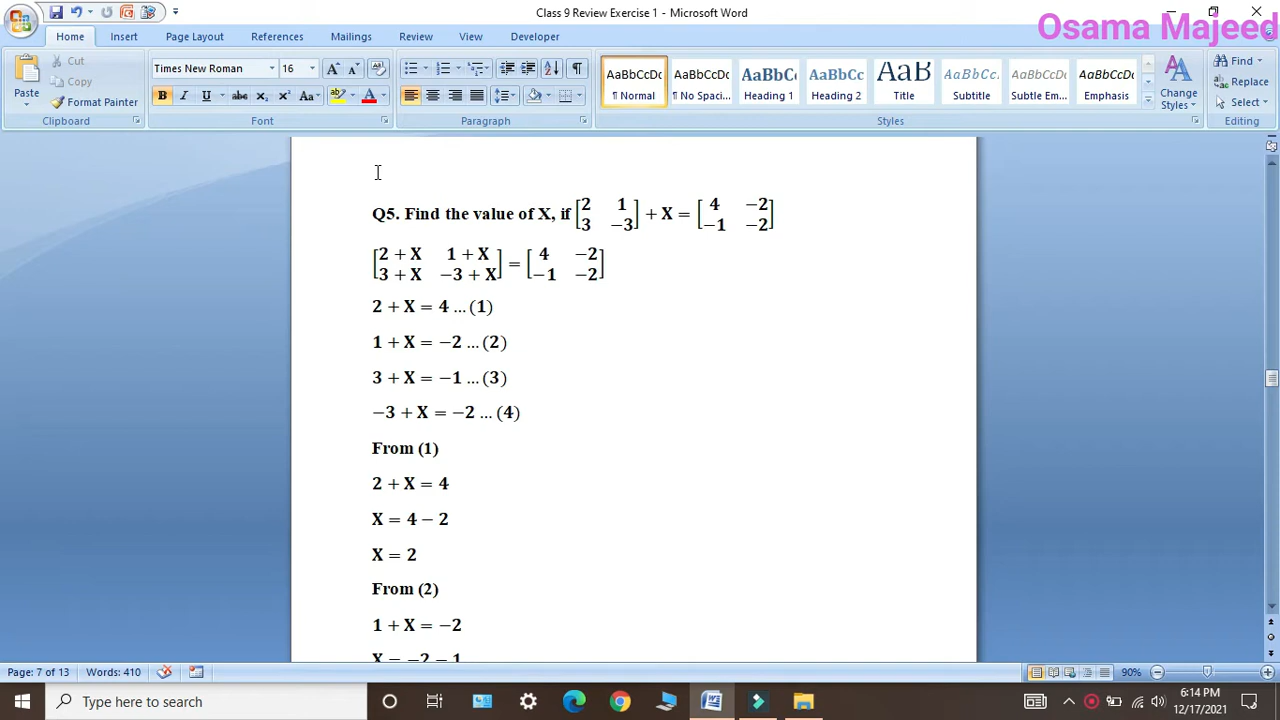 Class 9 Review Exercise 1 - Microsoft Word
Osama Majeed
Home Insert Page Layout References Mailings Review View Developer
Paste
Cut
Copy
Format Painter
Clipboard
Times New Roman 16
B I U abc x₂ x² Aa
Font
Paragraph
AaBbCcDc AaBbCcDc AaBbC AaBbCc AaB AaBbCc. AaBbCcDc AaBbCcDc
¶ Normal ¶ No Spaci... Heading 1 Heading 2 Title Subtitle Subtle Em... Emphasis
Styles
Change Styles
Find
Replace
Select
Editing
Q5. Find the value of X, if [2 1; 3 −3] + X = [4 −2; −1 −2]
[2 + X 1 + X; 3 + X −3 + X] = [4 −2; −1 −2]
2 + X = 4 … (1)
1 + X = −2 … (2)
3 + X = −1 … (3)
−3 + X = −2 … (4)
From (1)
2 + X = 4
X = 4 − 2
X = 2
From (2)
1 + X = −2
X = −2 − 1
Page: 7 of 13 Words: 410 90%
Type here to search
6:14 PM
12/17/2021